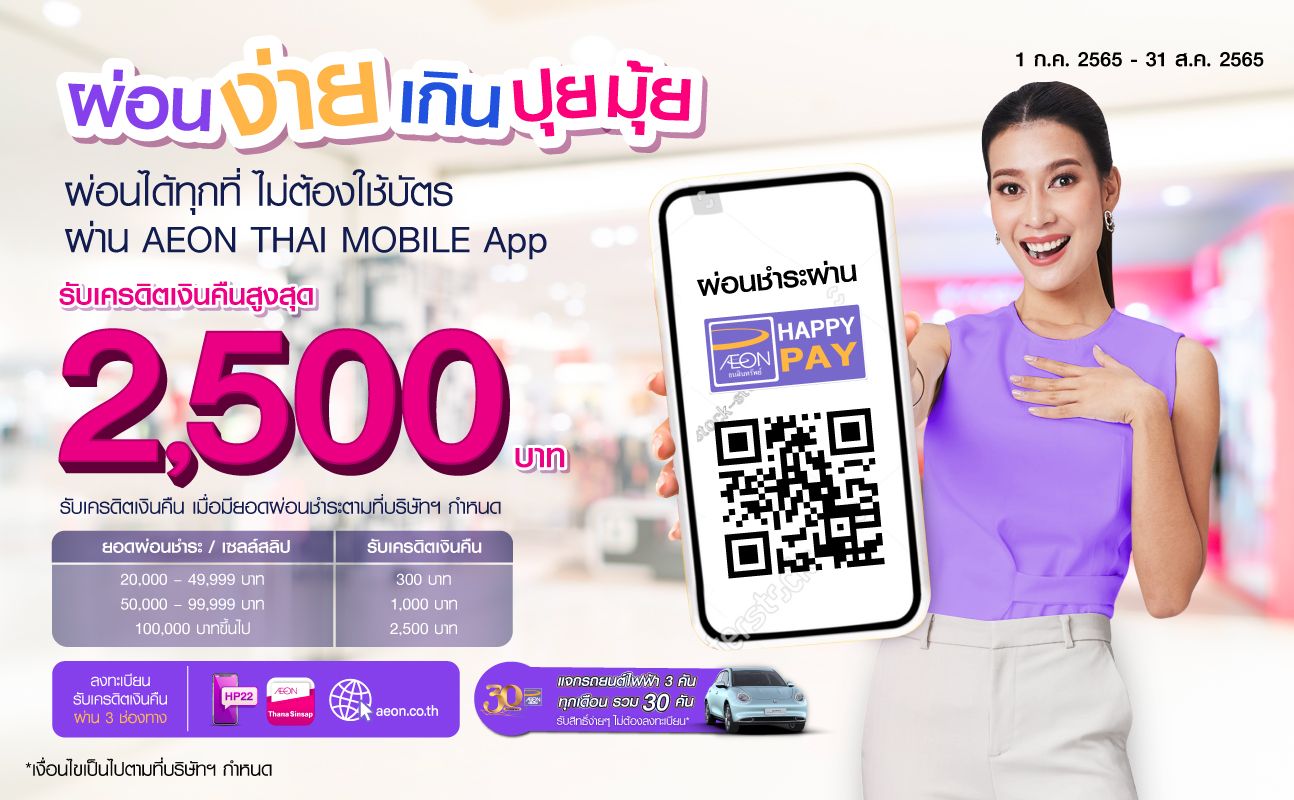 1 ก.ค. 2565 - 31 ส.ค. 2565
ผ่อนง่ายเกินปุยมุ้ย
ผ่อนได้ทุกที่ ไม่ต้องใช้บัตร
ผ่าน AEON THAI MOBILE App
รับเครดิตเงินคืนสูงสุด
2,500 บาท
รับเครดิตเงินคืน เมื่อมียอดผ่อนชำระตามที่บริษัทฯ กำหนด
ยอดผ่อนชำระ / เซลล์สลิป รับเครดิตเงินคืน
20,000 – 49,999 บาท 300 บาท
50,000 – 99,999 บาท 1,000 บาท
100,000 บาทขึ้นไป 2,500 บาท
ผ่อนชำระผ่าน
HAPPY
PAY
AEON
ธนสินทรัพย์
ลงทะเบียน
รับเครดิตเงินคืน
ผ่าน 3 ช่องทาง
HP22
AEON
ThanaSinsap
aeon.co.th
30
แจกรถยนต์ไฟฟ้า 3 คัน
ทุกเดือน รวม 30 คัน
รับสิทธิ์ง่ายๆ ไม่ต้องลงทะเบียน*
*เงื่อนไขเป็นไปตามที่บริษัทฯ กำหนด